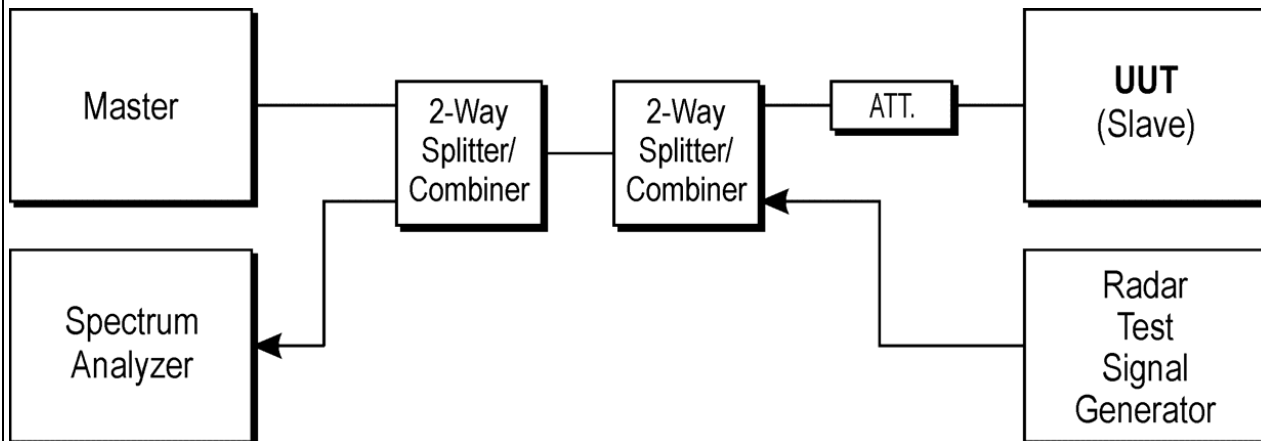 Master
2-Way
Splitter/
Combiner
2-Way
Splitter/
Combiner
ATT.
UUT
(Slave)
Spectrum
Analyzer
Radar
Test
Signal
Generator